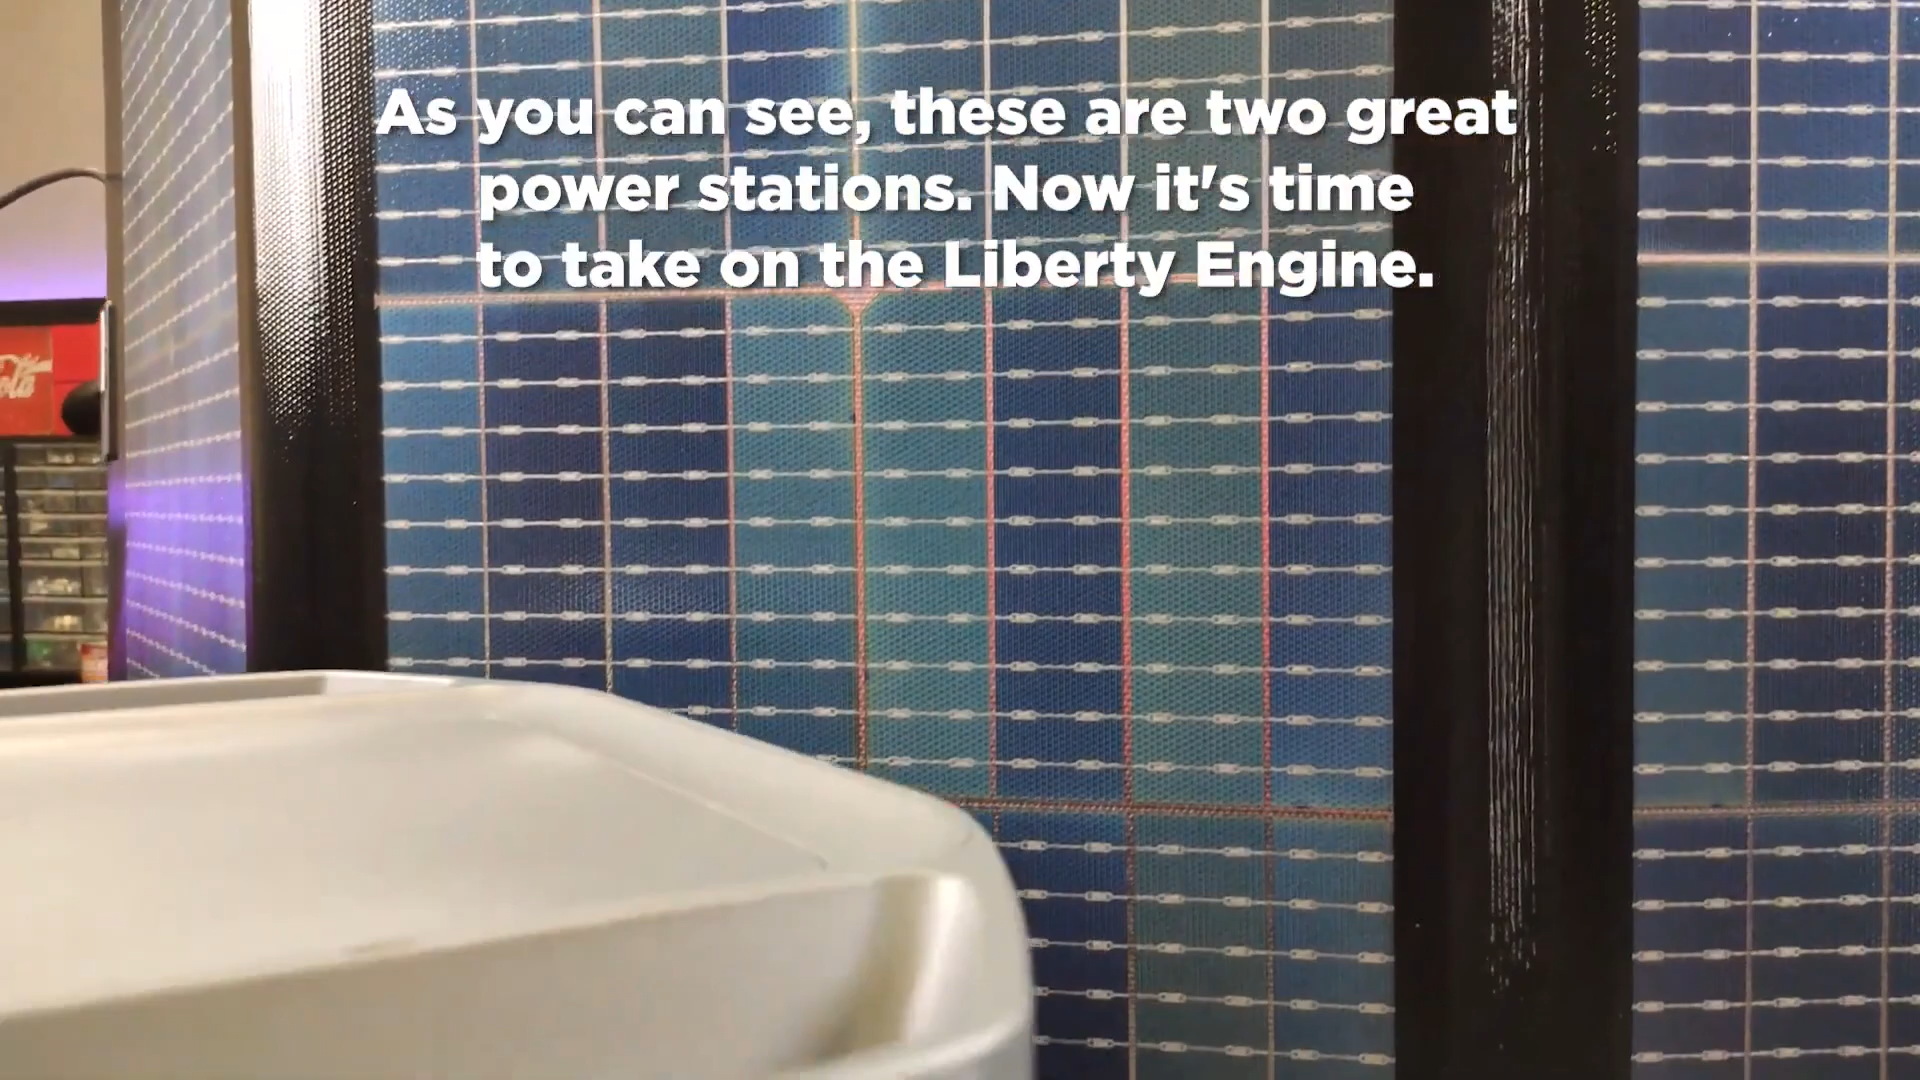 As you can see, these are two great
power stations. Now it's time
to take on the Liberty Engine.